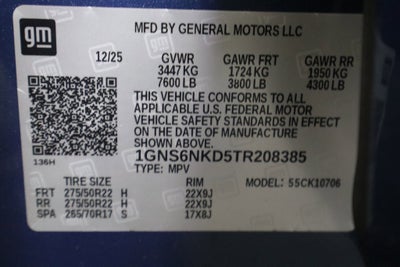 gm
MFD BY GENERAL MOTORS LLC
12/25 GVWR GAWR FRT GAWR RR
3447 KG 1724 KG 1950 KG
7600 LB 3800 LB 4300 LB
THIS VEHICLE CONFORMS TO ALL
APPLICABLE U.S. FEDERAL MOTOR
VEHICLE SAFETY STANDARDS IN EFFECT
ON THE DATE OF MANUFACTURE
SHOWN ABOVE.
136H
1GNS6NKD5TR208385
TYPE: MPV
TIRE SIZE RIM MODEL: 55CK10706
FRT 275/50R22 H 22X9J
RR 275/50R22 H 22X9J
SPA 265/70R17 S 17X8J